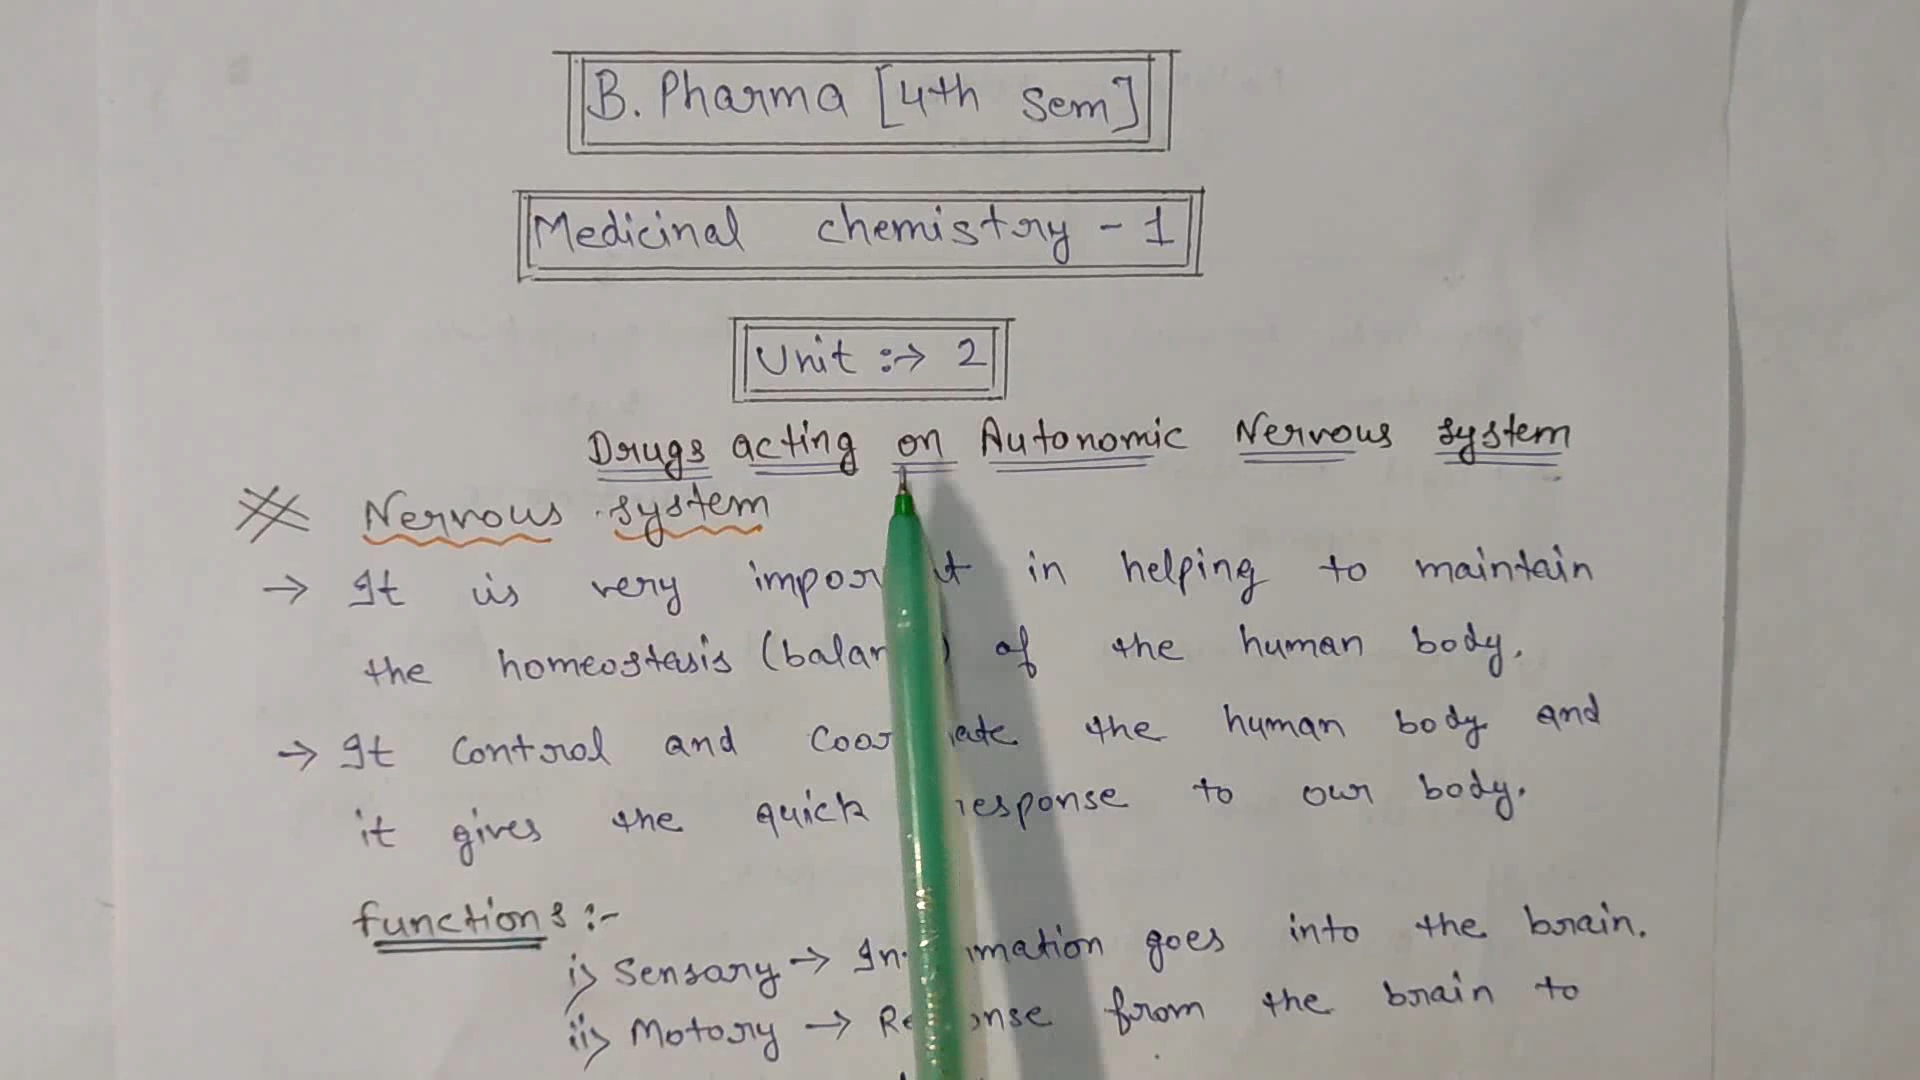 B. Pharma [4th Sem]
Medicinal chemistry - 1
Unit :→ 2
Drugs acting on Autonomic Nervous system
Nervous system
→ It is very in helping to maintain
the homeostasis of the human body.
→ It control and the human body and
it gives the quick response to our body.
functions :-
i) Sensary → goes into the brain.
ii) Motory → from the brain to